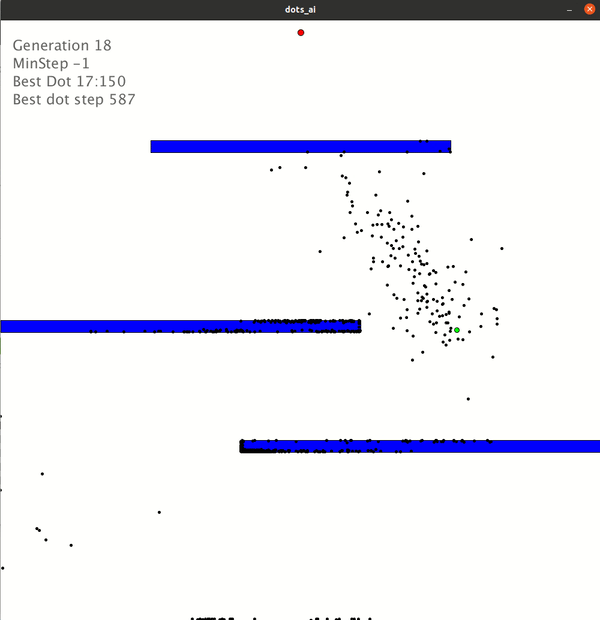 dots_ai
Generation 18
MinStep -1
Best Dot 17:150
Best dot step 587